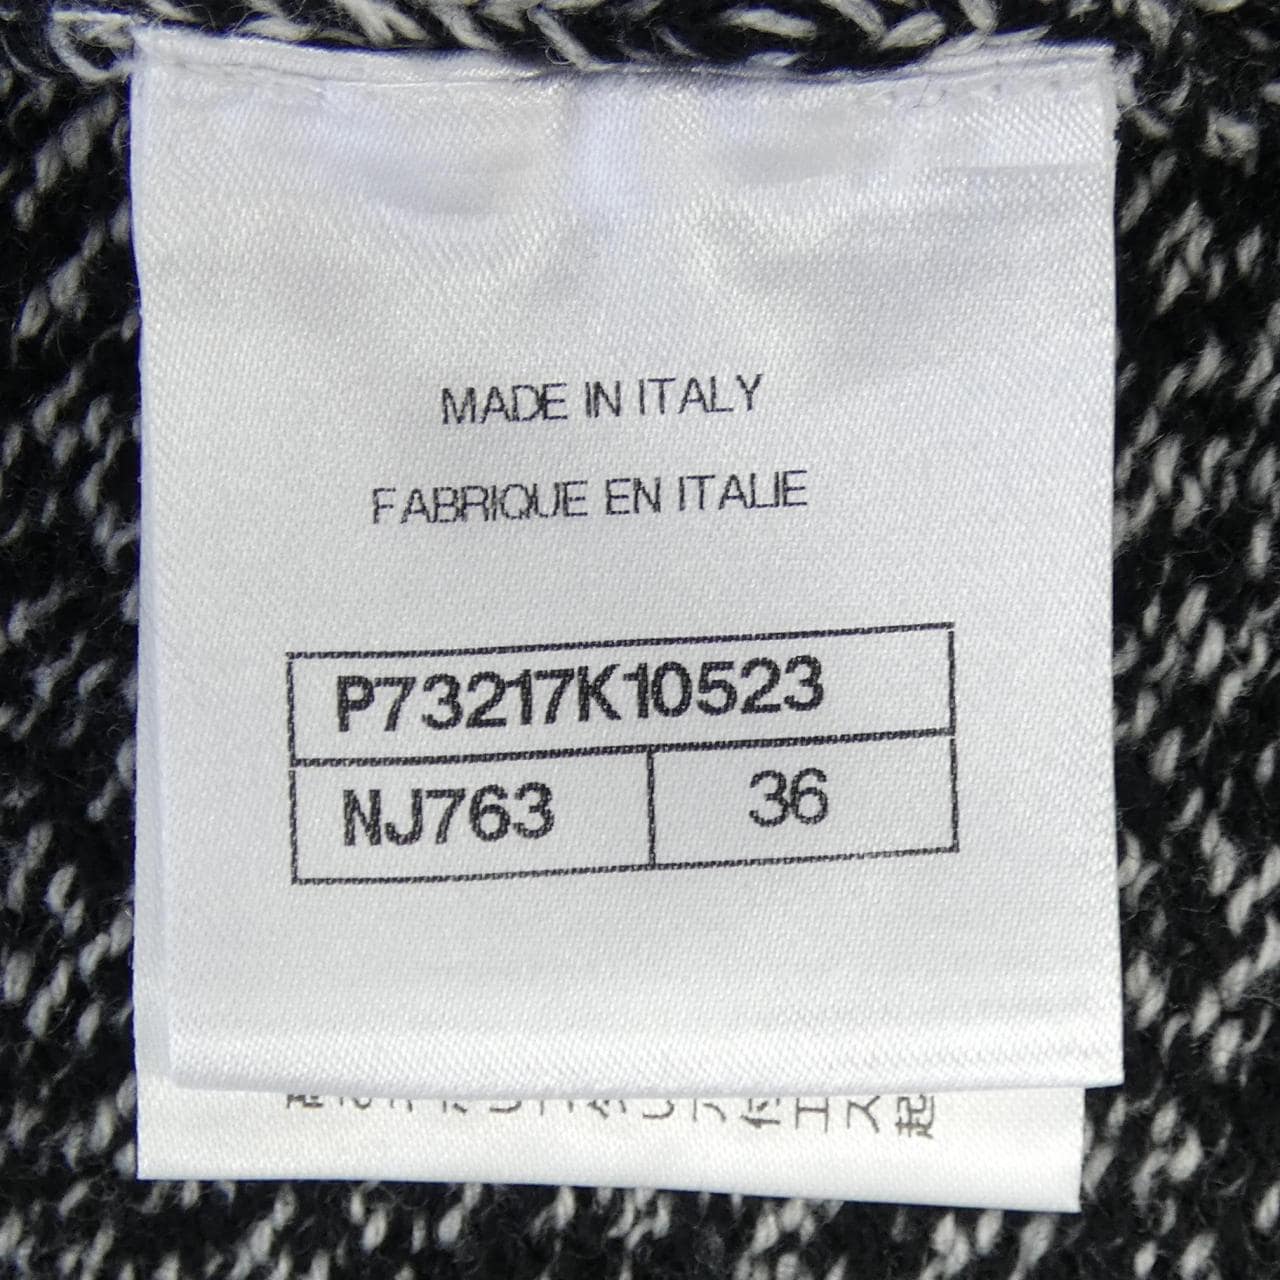 MADE IN ITALY
FABRIQUE EN ITALIE
P73217K10523
NJ763 36